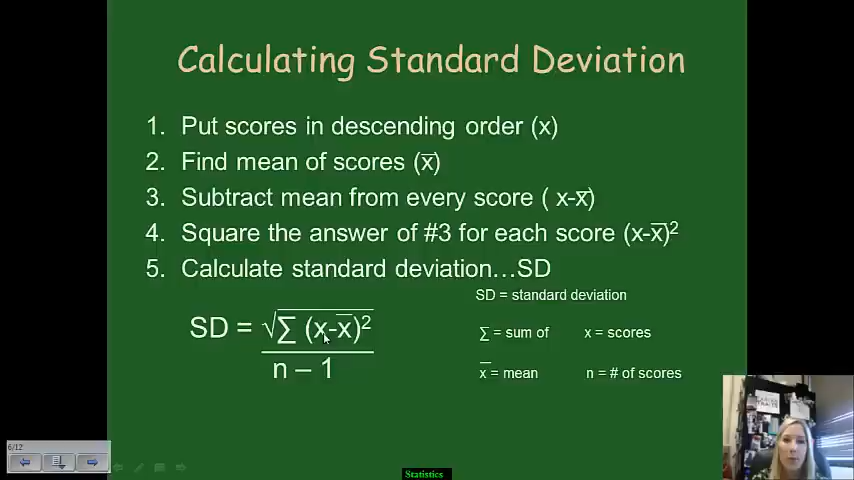 Calculating Standard Deviation
1. Put scores in descending order (x)
2. Find mean of scores (x̅)
3. Subtract mean from every score ( x-x̅)
4. Square the answer of #3 for each score (x-x̅)²
5. Calculate standard deviation…SD
SD = standard deviation
SD = √∑ (x-x̅)²
n – 1
∑ = sum of x = scores
x̅ = mean n = # of scores
6/12
Statistics